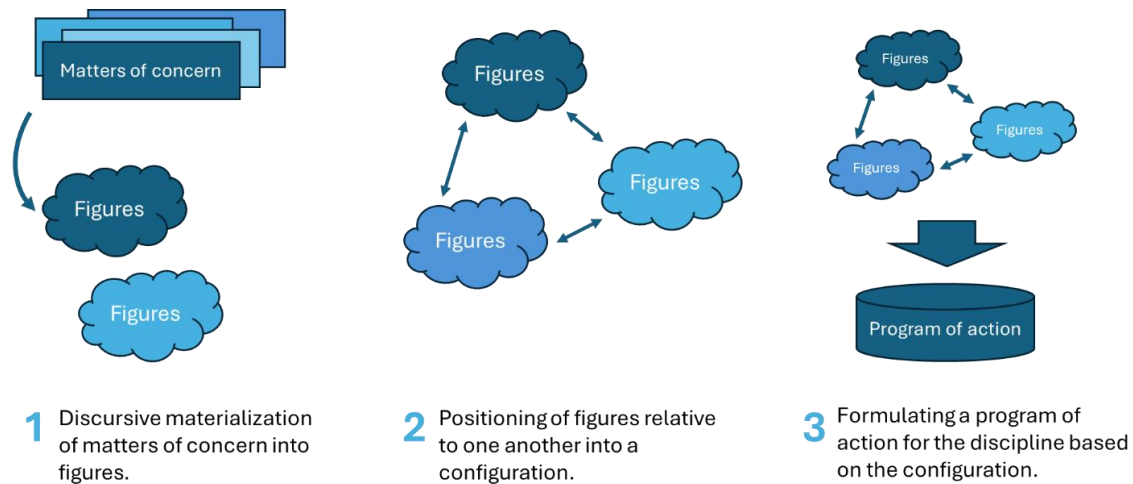 Matters of concern
Figures
Figures
1 Discursive materialization
of matters of concern into
figures.
Figures
Figures
Figures
2 Positioning of figures relative
to one another into a
configuration.
Figures
Figures
Figures
Program of action
3 Formulating a program of
action for the discipline based
on the configuration.